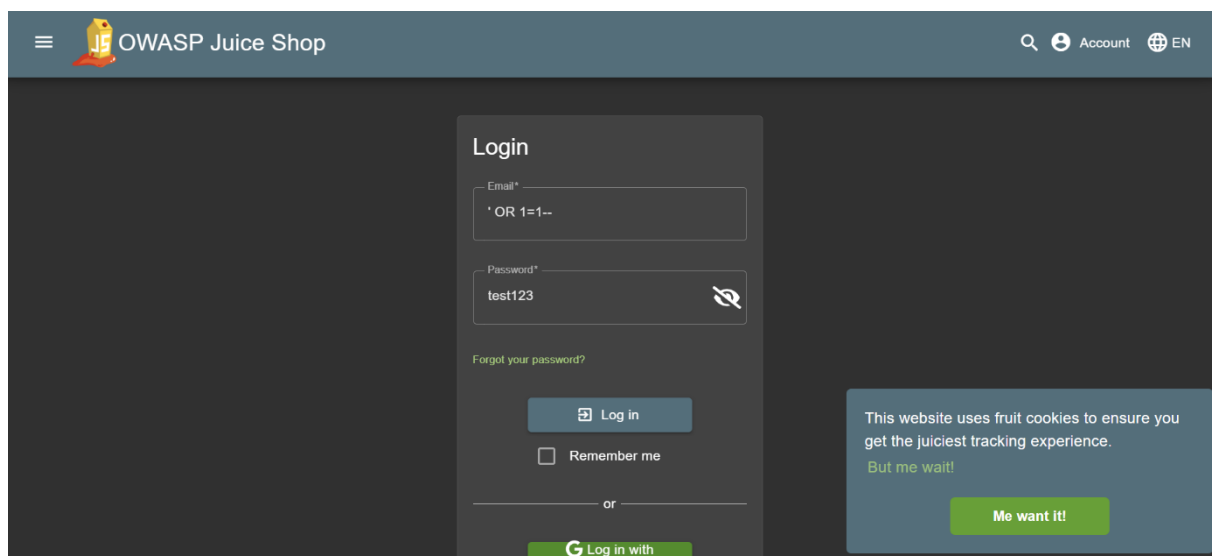 OWASP Juice Shop
Account
EN
Login
Email*
' OR 1=1--
Password*
test123
Forgot your password?
Log in
Remember me
or
G Log in with
This website uses fruit cookies to ensure you
get the juiciest tracking experience.
But me wait!
Me want it!